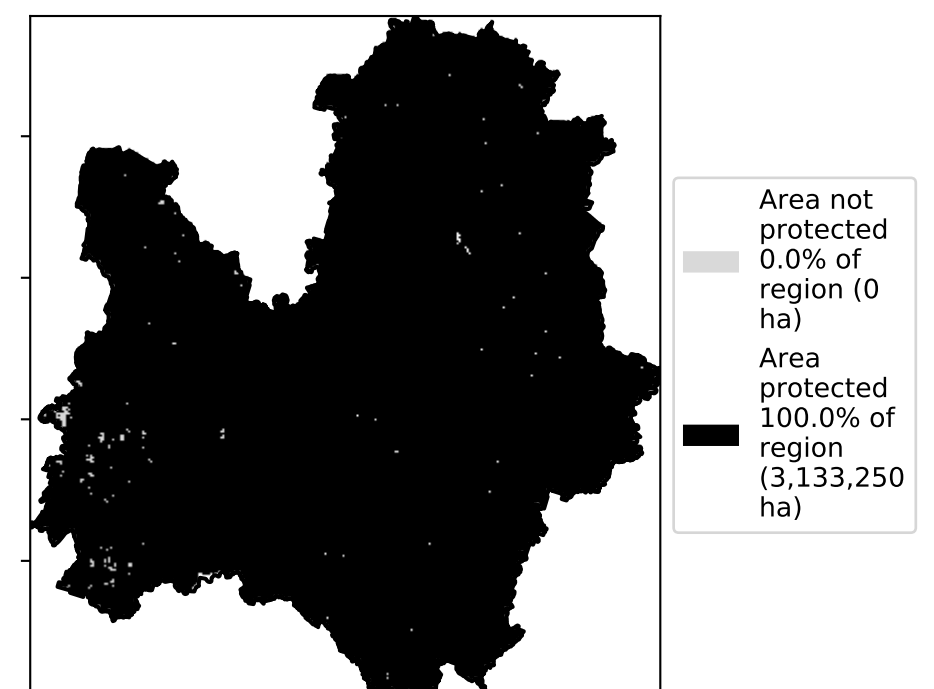 Area not
protected
0.0% of
region (0
ha)
Area
protected
100.0% of
region
(3,133,250
ha)